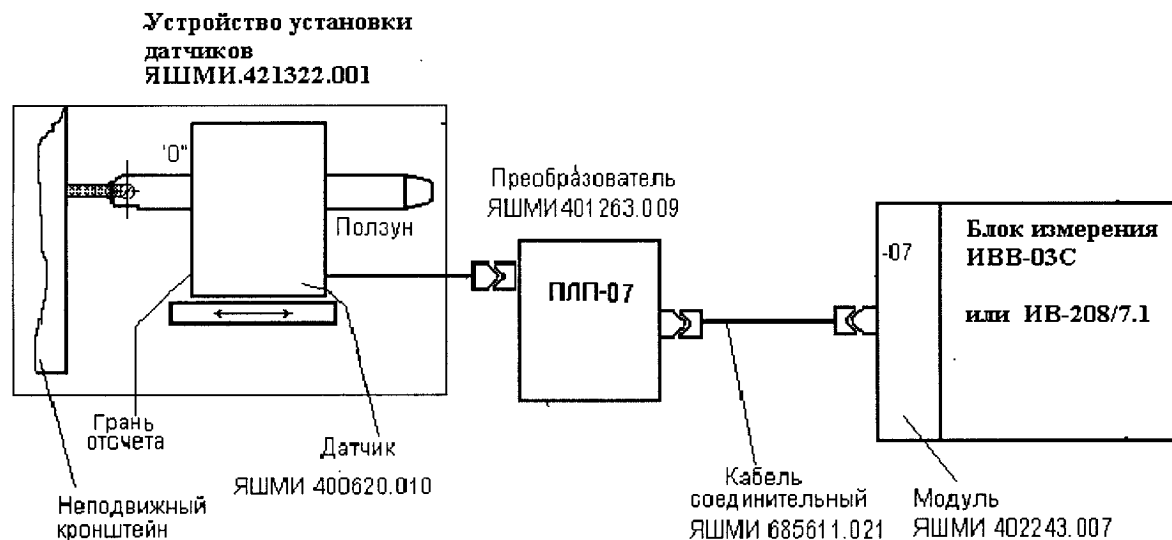 Устройство установки
датчиков
ЯШМИ.421322.001
"0"
Ползун
Преобразователь
ЯШМИ401263.009
ПЛП-07
-07
Блок измерения
ИВВ-03С
или ИВ-208/7.1
Грань
отсчета
Датчик
ЯШМИ 400620.010
Неподвижный
кронштейн
Кабель
соединительный
ЯШМИ 685611.021
Модуль
ЯШМИ 402243.007